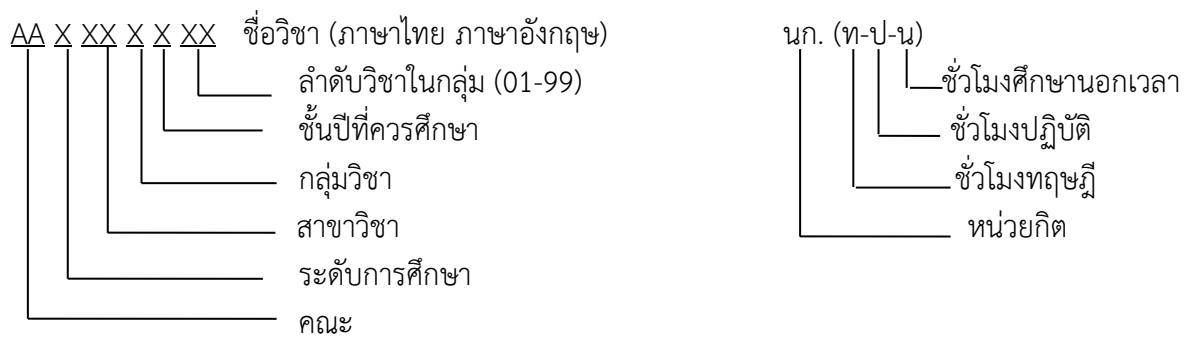 AA X XX X X XX ชื่อวิชา (ภาษาไทย ภาษาอังกฤษ) นก. (ท-ป-น)
ลำดับวิชาในกลุ่ม (01-99) ชั่วโมงศึกษานอกเวลา
ชั้นปีที่ควรศึกษา ชั่วโมงปฏิบัติ
กลุ่มวิชา ชั่วโมงทฤษฎี
สาขาวิชา หน่วยกิต
ระดับการศึกษา
คณะ